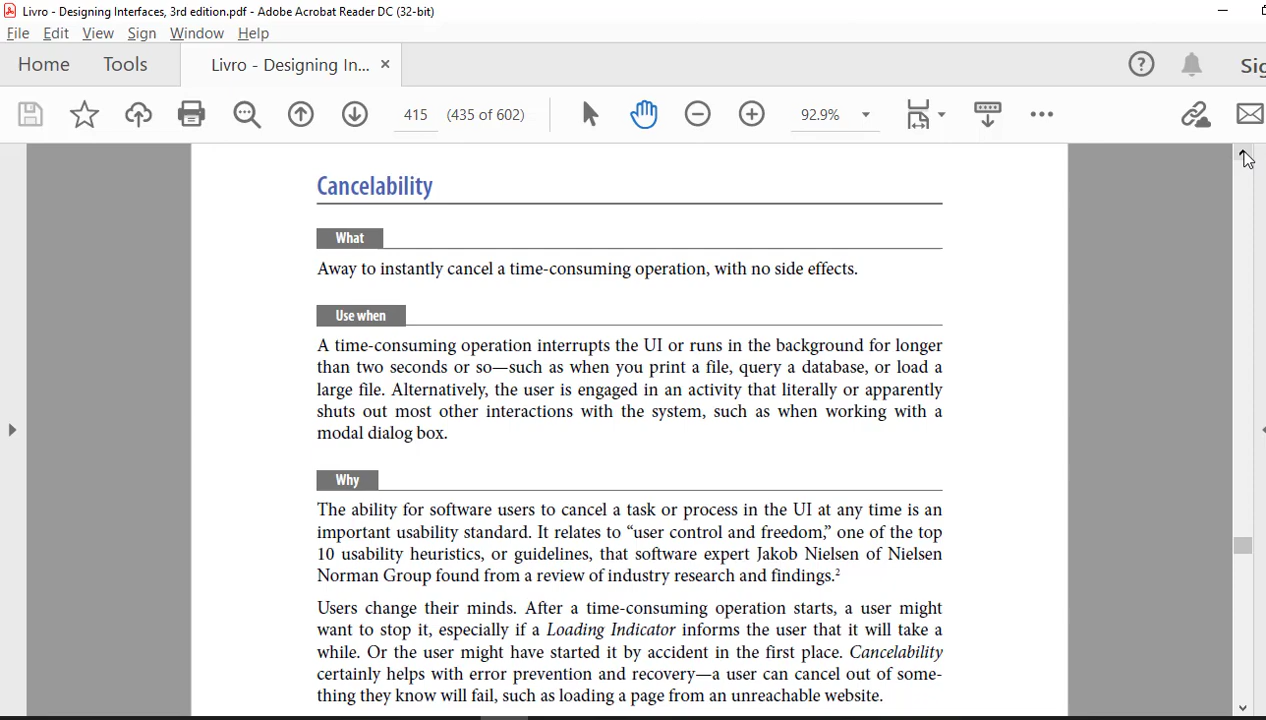 Livro - Designing Interfaces, 3rd edition.pdf - Adobe Acrobat Reader DC (32-bit)
File Edit View Sign Window Help
Home Tools Livro - Designing In... ×
415 (435 of 602) 92.9%
Cancelability
What
Away to instantly cancel a time-consuming operation, with no side effects.
Use when
A time-consuming operation interrupts the UI or runs in the background for longer
than two seconds or so—such as when you print a file, query a database, or load a
large file. Alternatively, the user is engaged in an activity that literally or apparently
shuts out most other interactions with the system, such as when working with a
modal dialog box.
Why
The ability for software users to cancel a task or process in the UI at any time is an
important usability standard. It relates to “user control and freedom,” one of the top
10 usability heuristics, or guidelines, that software expert Jakob Nielsen of Nielsen
Norman Group found from a review of industry research and findings.²
Users change their minds. After a time-consuming operation starts, a user might
want to stop it, especially if a Loading Indicator informs the user that it will take a
while. Or the user might have started it by accident in the first place. Cancelability
certainly helps with error prevention and recovery—a user can cancel out of some-
thing they know will fail, such as loading a page from an unreachable website.